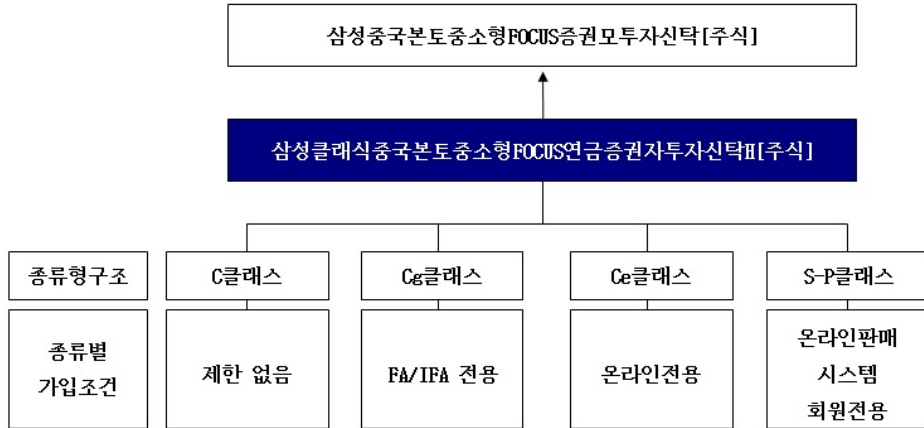 삼성중국본토중소형FOCUS증권모투자신탁[주식]
삼성클래식중국본토중소형FOCUS연금증권자투자신탁Ⅱ[주식]
종류형구조
C클래스
Cg클래스
Ce클래스
S-P클래스
종류별
가입조건
제한 없음
FA/IFA 전용
온라인전용
온라인판매
시스템
회원전용